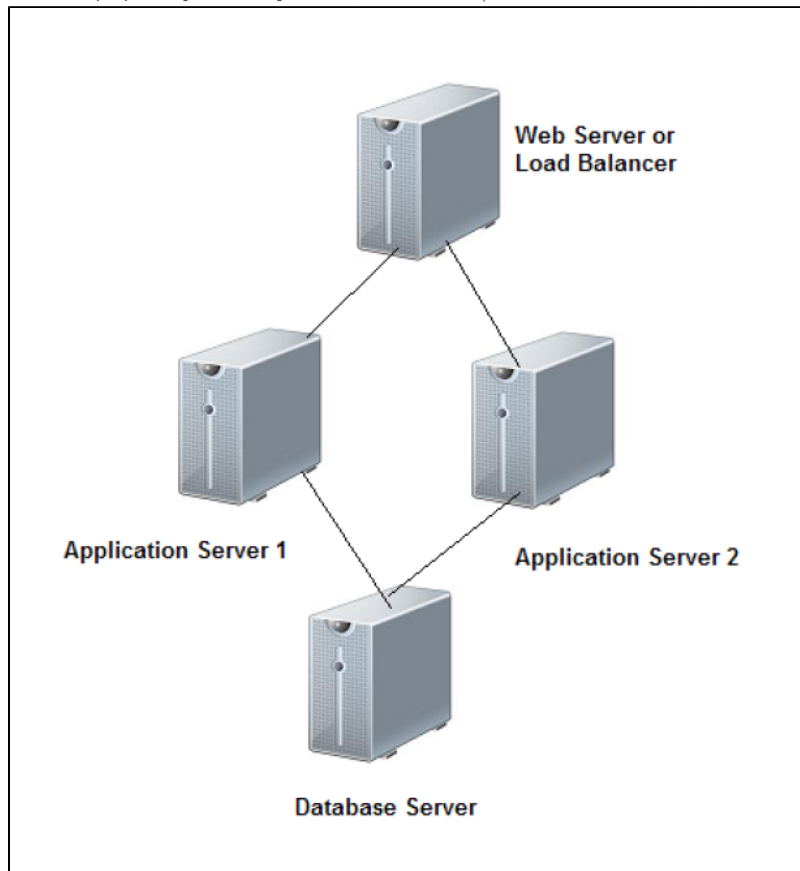 Web Server or
Load Balancer
Application Server 1
Application Server 2
Database Server